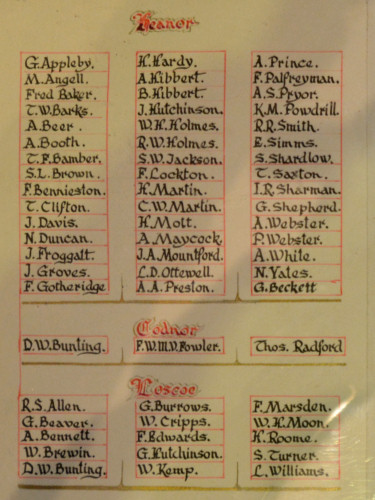 Heanor
G. Appleby.
M. Angell.
Fred Baker.
T.W. Barks.
A. Beer.
A. Booth.
T.F. Bamber.
S.L. Brown.
F. Bennieston.
T. Clifton.
J. Davis.
N. Duncan.
J. Froggatt.
J. Groves.
F. Gotheridge
H. Hardy.
A. Hibbert.
B. Hibbert.
J. Hutchinson.
W.H. Holmes.
R.W. Holmes.
S.W. Jackson.
F. Lockton.
H. Martin.
C.W. Martin.
H. Mott.
A. Maycock.
J.A. Mountford.
L.D. Ottewell.
A.A. Preston.
A. Prince.
F. Palfreyman.
A.S. Pryor.
K.M. Powdrill.
R.R. Smith.
E. Simms.
S. Shardlow.
T. Saxton.
I.R. Sharman.
G. Shepherd.
A. Webster.
P. Webster.
A. White.
N. Yates.
G. Beckett
Codnor
D.W. Bunting.
F.W.M.V. Fowler.
Thos. Radford
Loscoe
R.S. Allen.
G. Beaver.
A. Bennett.
W. Brewin.
D.W. Bunting.
G. Burrows.
W. Cripps.
F. Edwards.
G. Hutchinson.
W. Kemp.
F. Marsden.
W. H. Moon.
H. Roome.
S. Turner.
L. Williams.